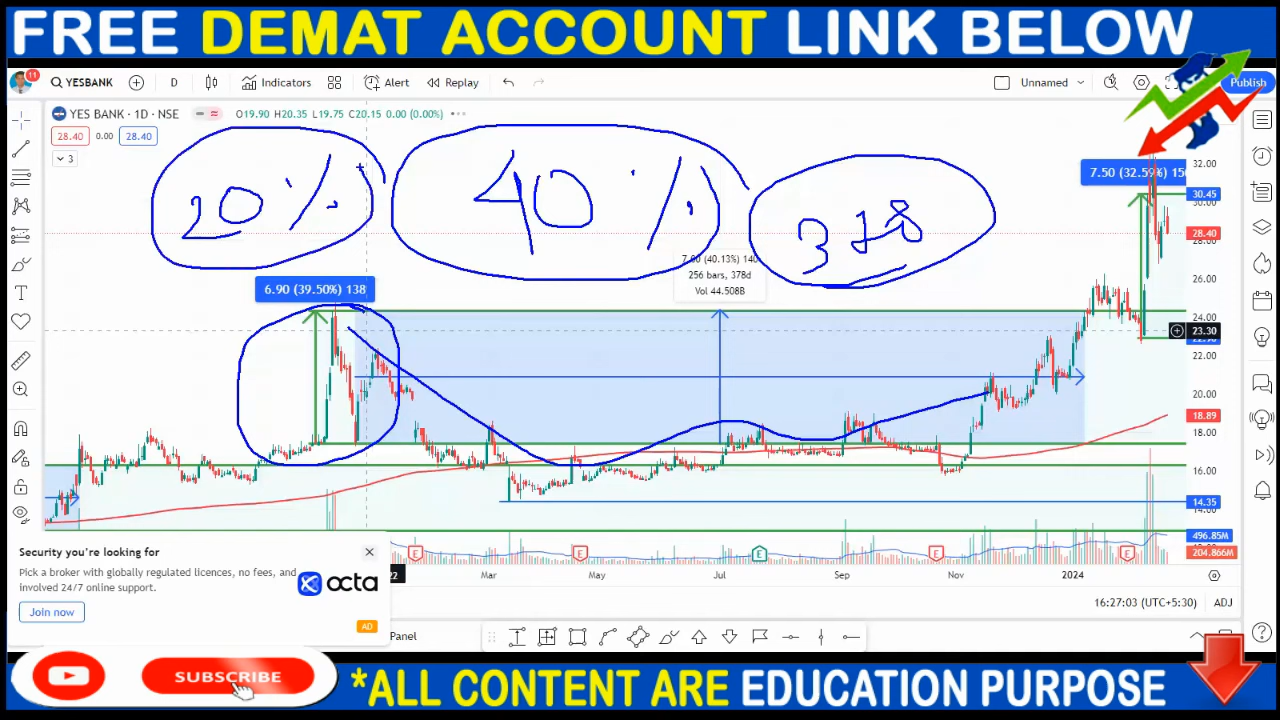 FREE DEMAT ACCOUNT LINK BELOW
11
YESBANK
D
Indicators
Alert
Replay
Unnamed
Publish
YES BANK · 1D · NSE
O19.90 H20.35 L19.75 C20.15 0.00 (0.00%)
28.40 0.00 28.40
3
20%
40%
378
7.50 (32.59%) 150
32.00
30.45
30.00
28.40
28.00
26.00
24.00
23.30
22.00
20.00
18.89
18.00
16.00
14.35
14.00
496.85M
204.866M
7.00 (40.13%) 140
256 bars, 378d
Vol 44.508B
6.90 (39.50%) 138
E E E E E
22 Mar May Jul Sep Nov 2024
Security you're looking for
Pick a broker with globally regulated licences, no fees, and
involved 24/7 online support.
octa
Join now
AD
16:27:03 (UTC+5:30) ADJ
Panel
SUBSCRIBE
*ALL CONTENT ARE EDUCATION PURPOSE